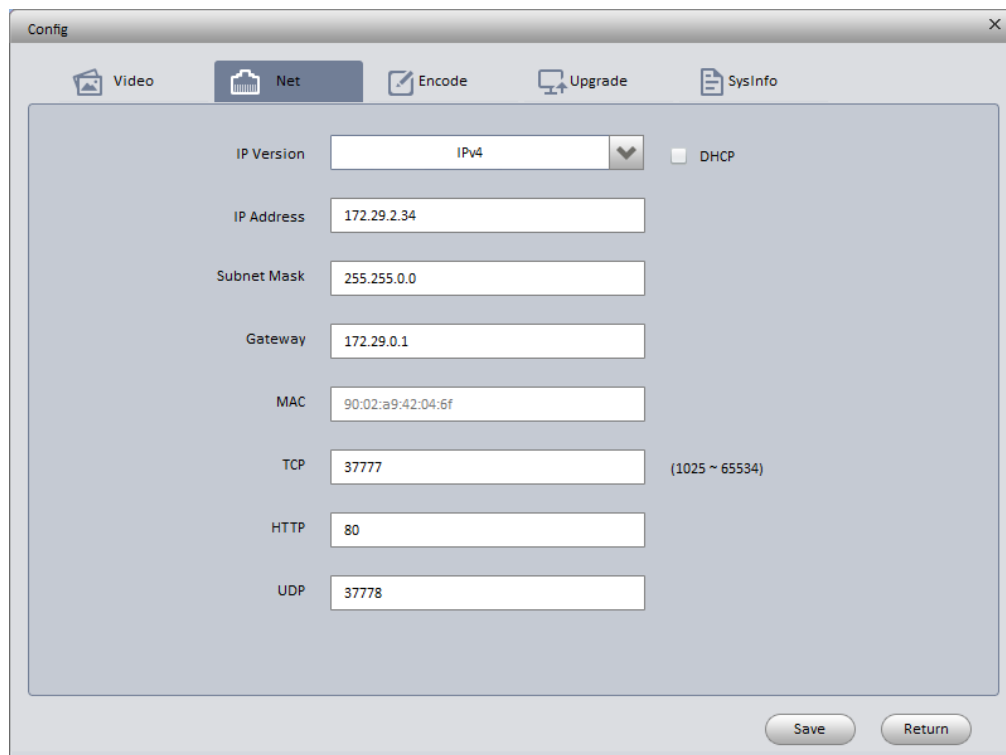 Config
Video Net Encode Upgrade SysInfo
IP Version IPv4 DHCP
IP Address 172.29.2.34
Subnet Mask 255.255.0.0
Gateway 172.29.0.1
MAC 90:02:a9:42:04:6f
TCP 37777 (1025 ~ 65534)
HTTP 80
UDP 37778
Save Return